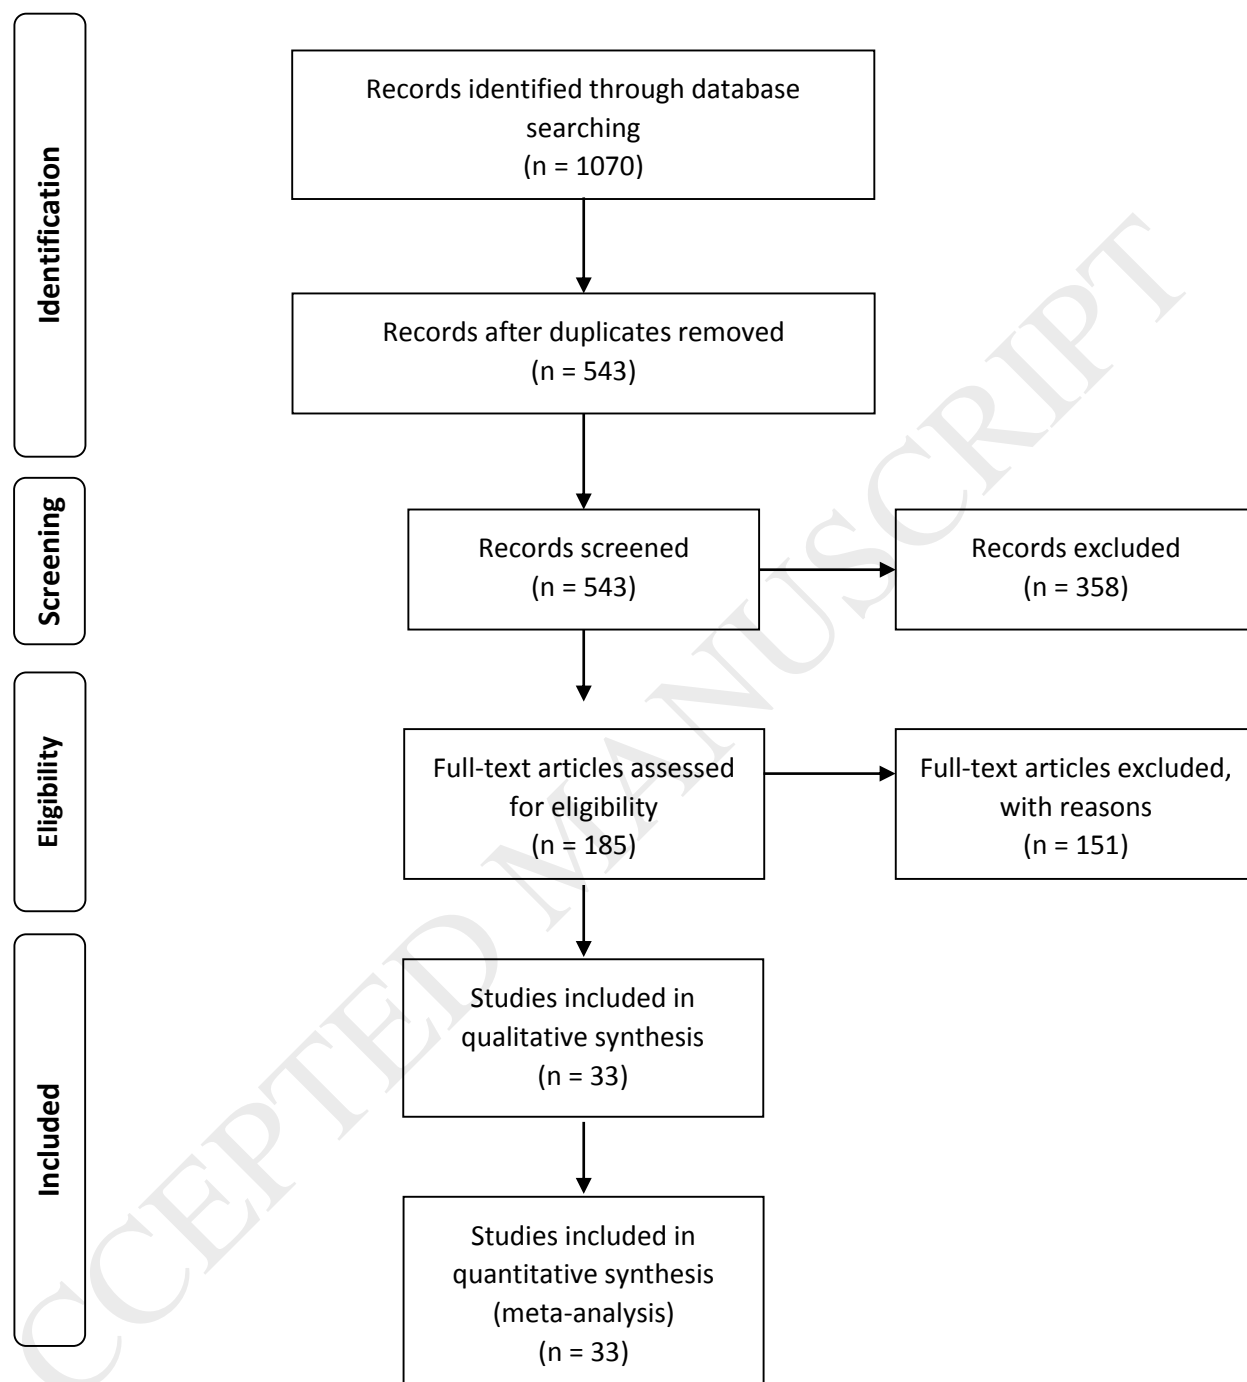 Identification
Records identified through database
searching
(n = 1070)
Records after duplicates removed
(n = 543)
Screening
Records screened
(n = 543)
Records excluded
(n = 358)
Eligibility
Full-text articles assessed
for eligibility
(n = 185)
Full-text articles excluded,
with reasons
(n = 151)
Included
Studies included in
qualitative synthesis
(n = 33)
Studies included in
quantitative synthesis
(meta-analysis)
(n = 33)
CCEPTED MANUSCRIPT